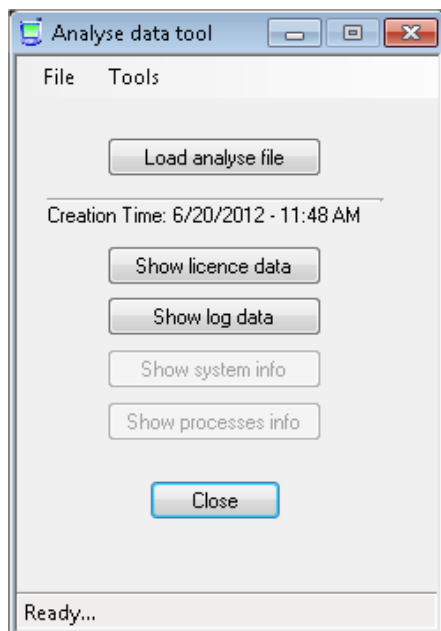 Analyse data tool
File Tools
Load analyse file
Creation Time: 6/20/2012 - 11:48 AM
Show licence data
Show log data
Show system info
Show processes info
Close
Ready...